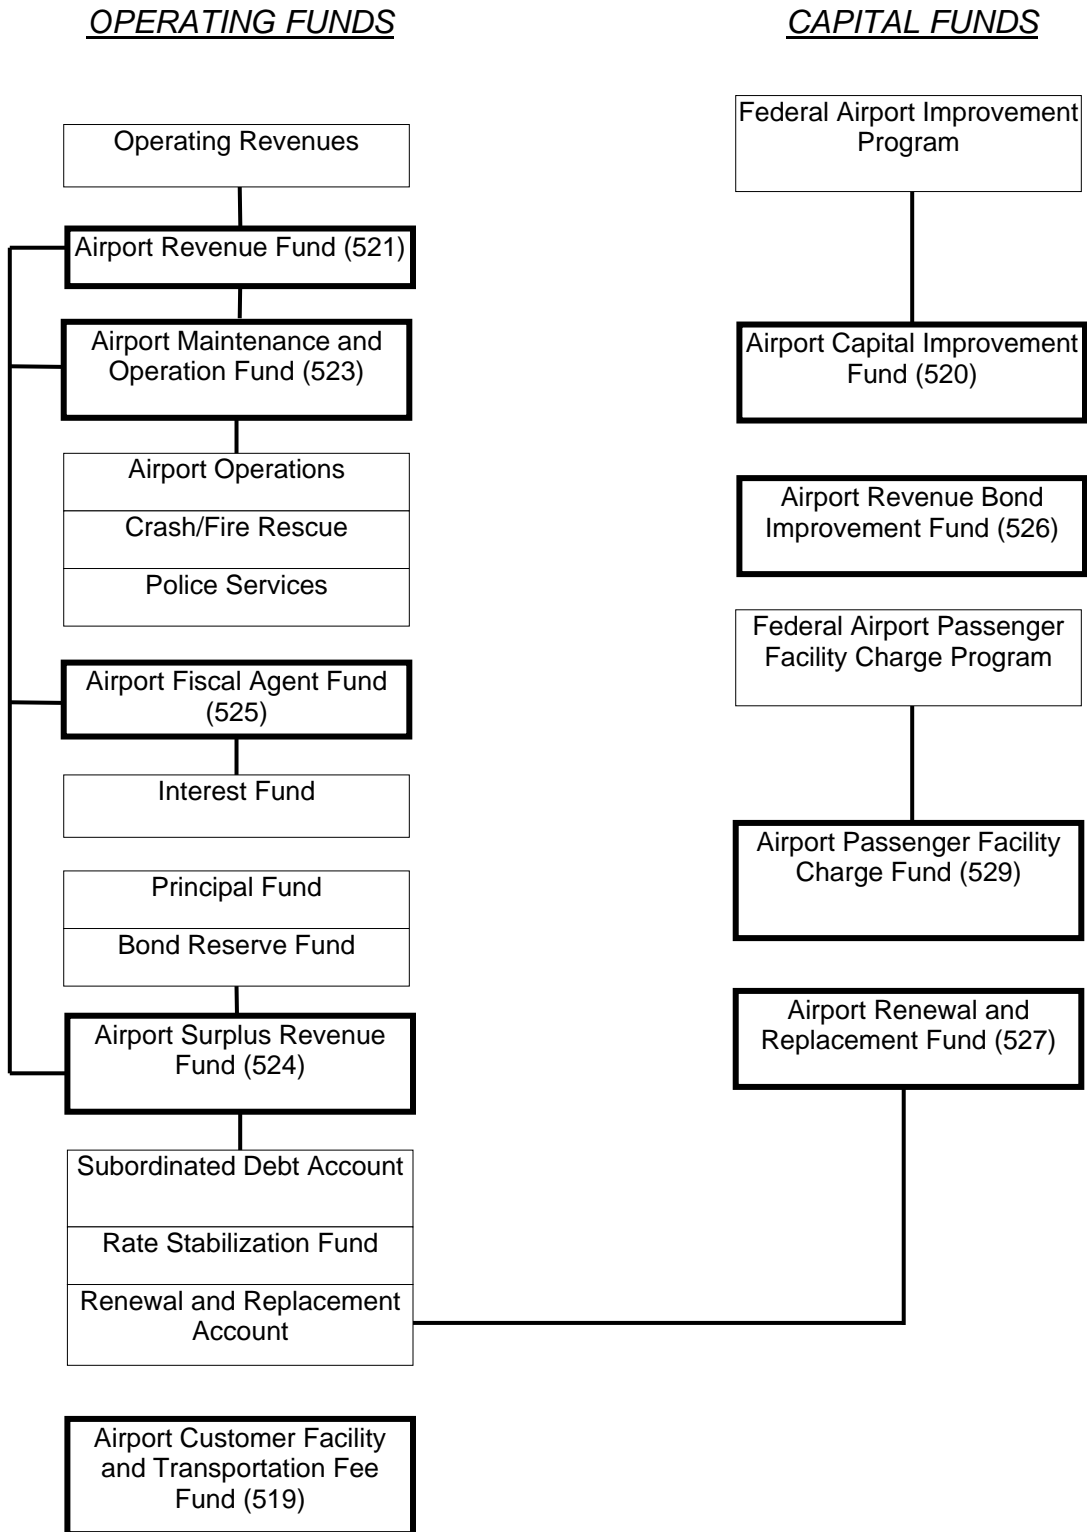 OPERATING FUNDS
Operating Revenues
Airport Revenue Fund (521)
Airport Maintenance and
Operation Fund (523)
Airport Operations
Crash/Fire Rescue
Police Services
Airport Fiscal Agent Fund
(525)
Interest Fund
Principal Fund
Bond Reserve Fund
Airport Surplus Revenue
Fund (524)
Subordinated Debt Account
Rate Stabilization Fund
Renewal and Replacement
Account
Airport Customer Facility
and Transportation Fee
Fund (519)
CAPITAL FUNDS
Federal Airport Improvement
Program
Airport Capital Improvement
Fund (520)
Airport Revenue Bond
Improvement Fund (526)
Federal Airport Passenger
Facility Charge Program
Airport Passenger Facility
Charge Fund (529)
Airport Renewal and
Replacement Fund (527)